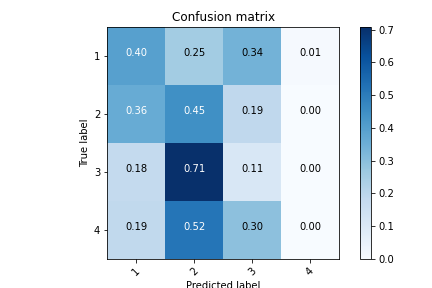 Confusion matrix
True label
1 0.40 0.25 0.34 0.01
2 0.36 0.45 0.19 0.00
3 0.18 0.71 0.11 0.00
4 0.19 0.52 0.30 0.00
1 2 3 4
Predicted label
0.7
0.6
0.5
0.4
0.3
0.2
0.1
0.0